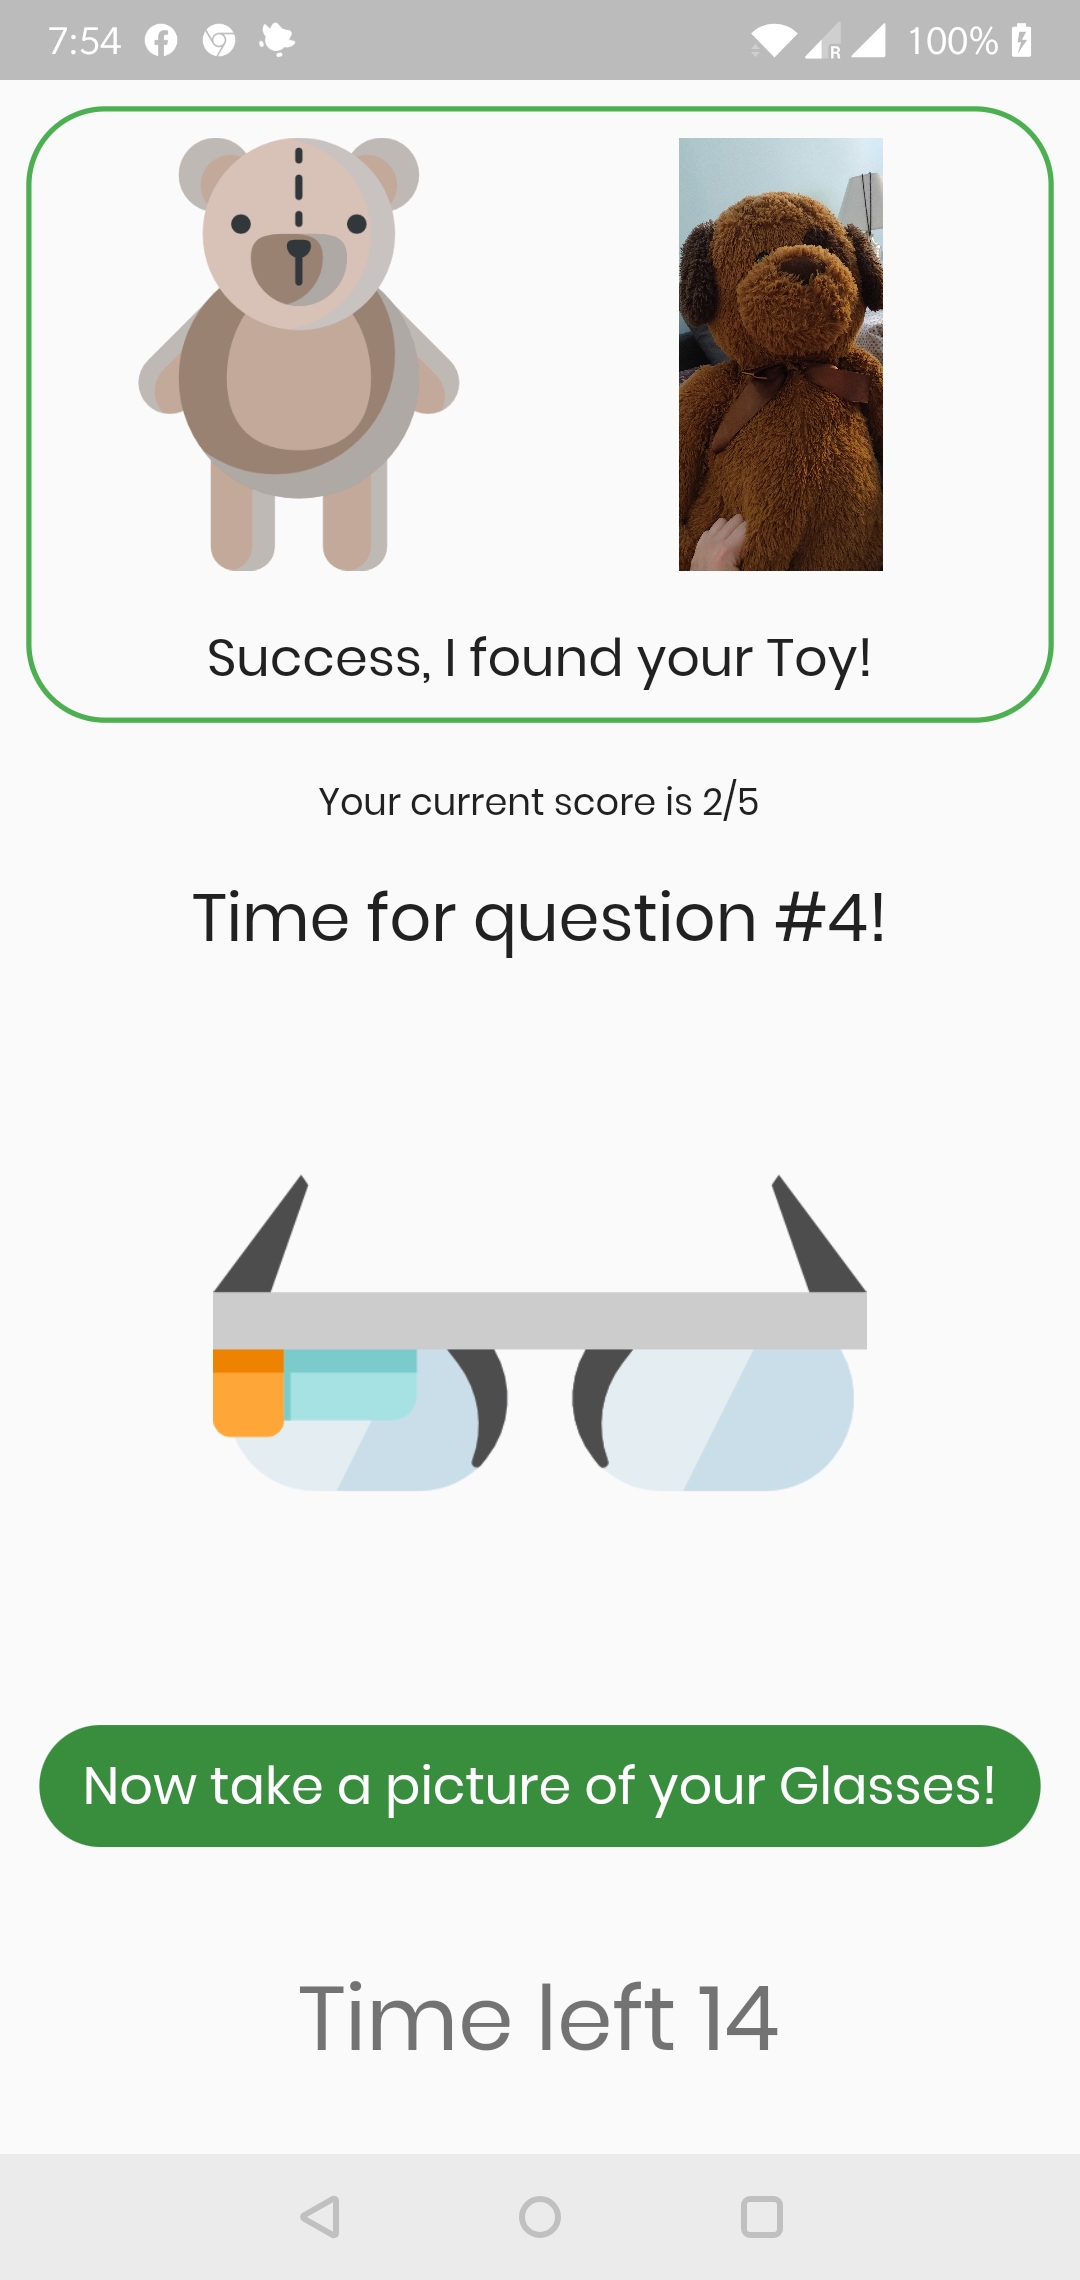 7:54
R
100%
Success, I found your Toy!
Your current score is 2/5
Time for question #4!
Now take a picture of your Glasses!
Time left 14